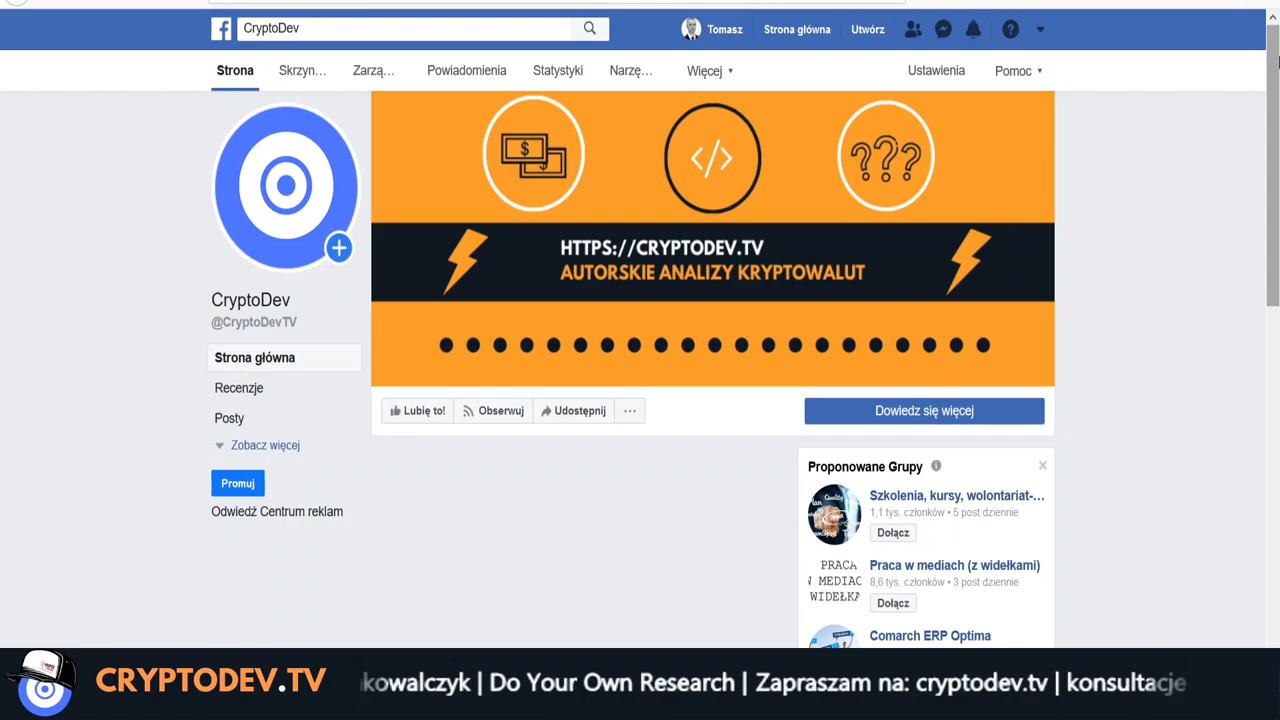 CryptoDev
Tomasz
Strona główna
Utwórz
Strona
Skrzyn...
Zarzą...
Powiadomienia
Statystyki
Narzę...
Więcej
Ustawienia
Pomoc
$
$
</>
???
HTTPS://CRYPTODEV.TV
AUTORSKIE ANALIZY KRYPTOWALUT
CryptoDev
@CryptoDevTV
Strona główna
Recenzje
Posty
Zobacz więcej
Promuj
Odwiedź Centrum reklam
Lubię to!
Obserwuj
Udostępnij
...
Dowiedz się więcej
Proponowane Grupy
Szkolenia, kursy, wolontariat-...
1,1 tys. członków • 5 post dziennie
Dołącz
PRACA
W MEDIAC
WIDEŁKA
Praca w mediach (z widełkami)
8,6 tys. członków • 3 post dziennie
Dołącz
Comarch ERP Optima
CRYPTODEV.TV
kowalczyk | Do Your Own Research | Zapraszam na: cryptodev.tv | konsultacje